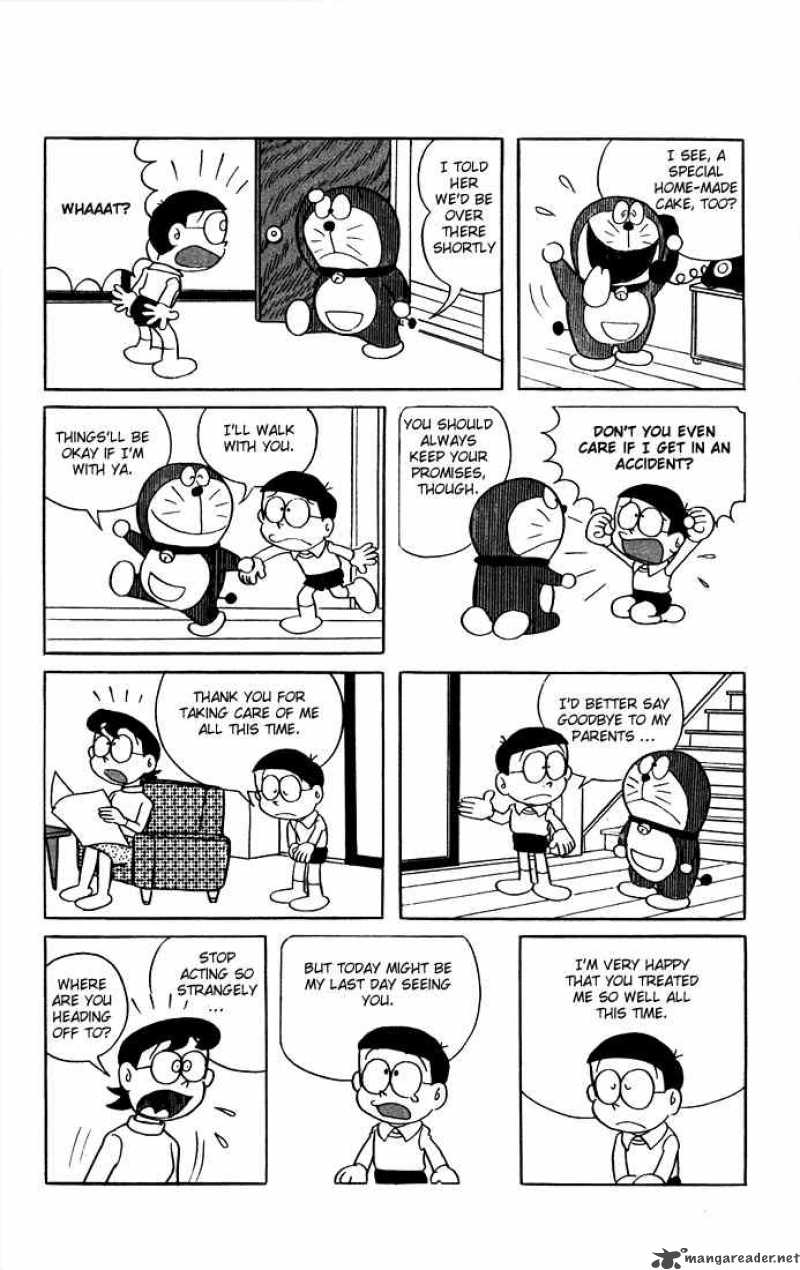 I SEE, A
SPECIAL
HOME-MADE
CAKE, TOO?
I TOLD
HER
WE'D BE
OVER
THERE
SHORTLY
WHAAAT?
DON'T YOU EVEN
CARE IF I GET IN AN
ACCIDENT?
YOU SHOULD
ALWAYS
KEEP YOUR
PROMISES,
THOUGH.
I'LL WALK
WITH YOU.
THINGS'LL BE
OKAY IF I'M
WITH YA.
I'D BETTER SAY
GOODBYE TO MY
PARENTS ...
THANK YOU FOR
TAKING CARE OF ME
ALL THIS TIME.
I'M VERY HAPPY
THAT YOU TREATED
ME SO WELL ALL
THIS TIME.
BUT TODAY MIGHT BE
MY LAST DAY SEEING
YOU.
STOP
ACTING SO
STRANGELY
...
WHERE
ARE YOU
HEADING
OFF TO?
mangareader.net